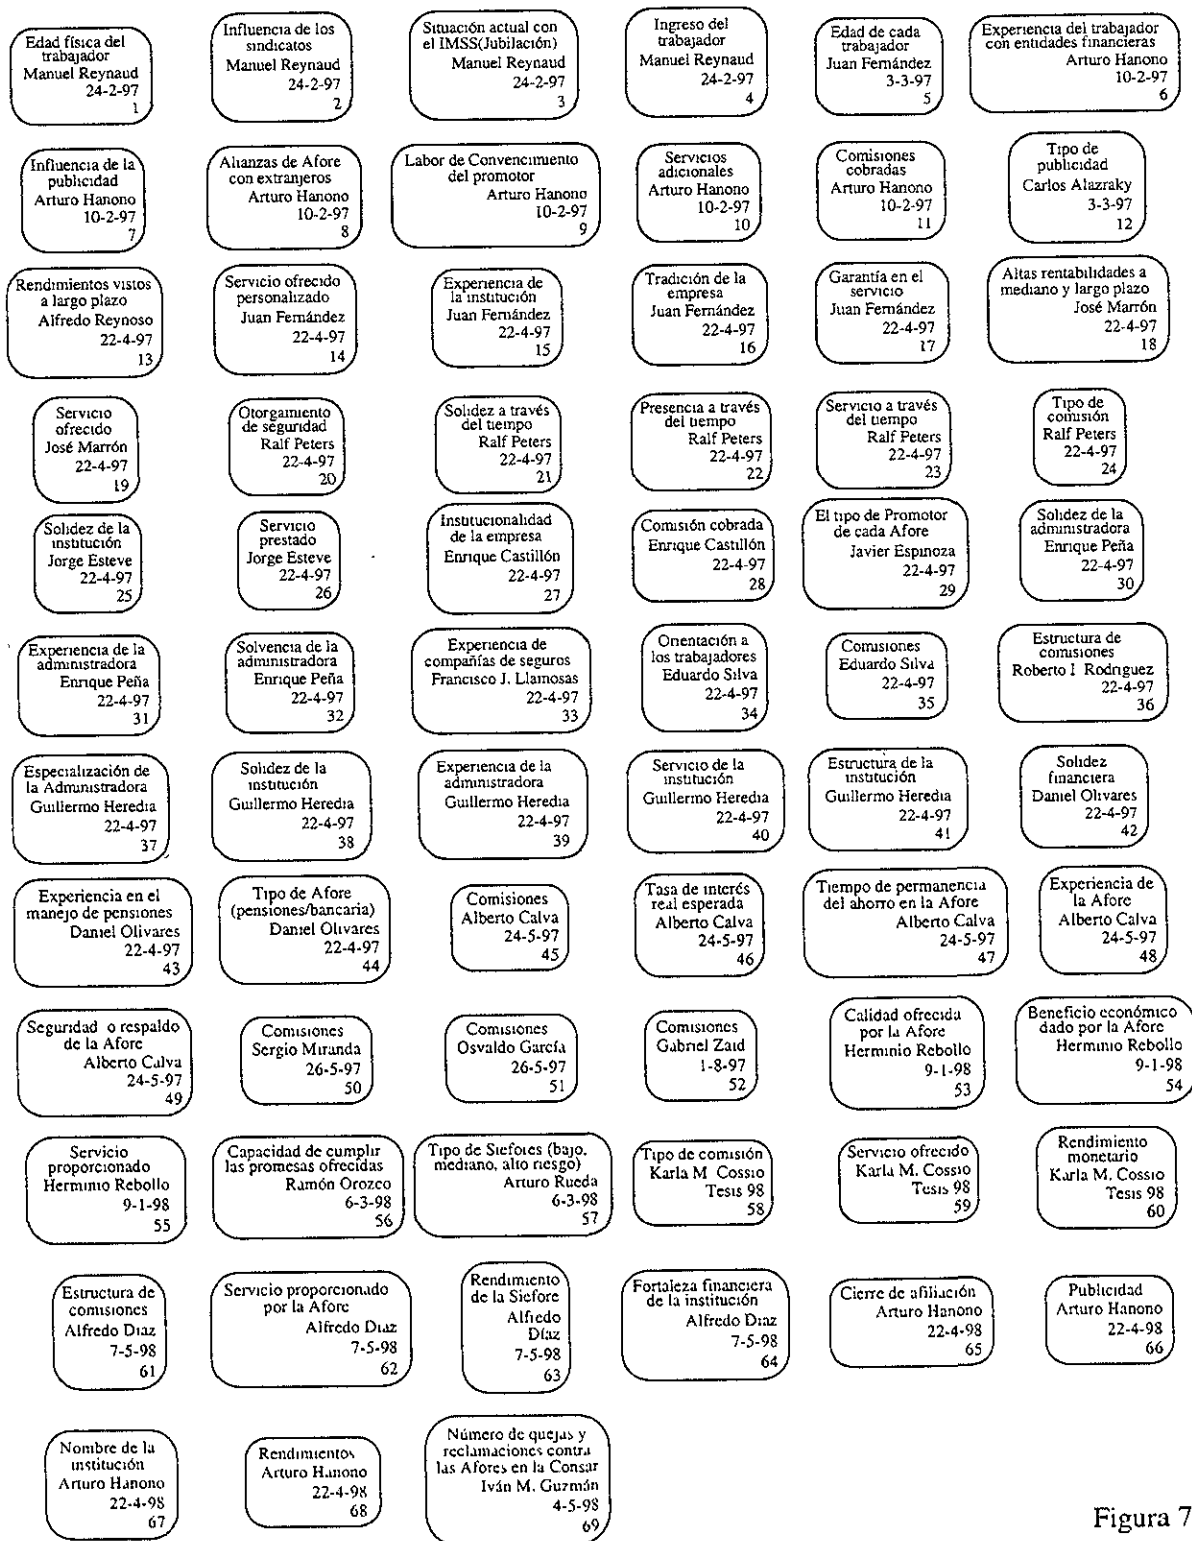 Edad física del
trabajador
Manuel Reynaud
24-2-97
1
Influencia de los
sindicatos
Manuel Reynaud
24-2-97
2
Situación actual con
el IMSS(Jubilación)
Manuel Reynaud
24-2-97
3
Ingreso del
trabajador
Manuel Reynaud
24-2-97
4
Edad de cada
trabajador
Juan Fernández
3-3-97
5
Experiencia del trabajador
con entidades financieras
Arturo Hanono
10-2-97
6
Influencia de la
publicidad
Arturo Hanono
10-2-97
7
Alianzas de Afore
con extranjeros
Arturo Hanono
10-2-97
8
Labor de Convencimiento
del promotor
Arturo Hanono
10-2-97
9
Servicios
adicionales
Arturo Hanono
10-2-97
10
Comisiones
cobradas
Arturo Hanono
10-2-97
11
Tipo de
publicidad
Carlos Alazraky
3-3-97
12
Rendimientos vistos
a largo plazo
Alfredo Reynoso
22-4-97
13
Servicio ofrecido
personalizado
Juan Fernández
22-4-97
14
Experiencia de
la institución
Juan Fernández
22-4-97
15
Tradición de la
empresa
Juan Fernández
22-4-97
16
Garantía en el
servicio
Juan Fernández
22-4-97
17
Altas rentabilidades a
mediano y largo plazo
José Marrón
22-4-97
18
Servicio
ofrecido
José Marrón
22-4-97
19
Otorgamiento
de seguridad
Ralf Peters
22-4-97
20
Solidez a través
del tiempo
Ralf Peters
22-4-97
21
Presencia a través
del tiempo
Ralf Peters
22-4-97
22
Servicio a través
del tiempo
Ralf Peters
22-4-97
23
Tipo de
comisión
Ralf Peters
22-4-97
24
Solidez de la
institución
Jorge Esteve
22-4-97
25
Servicio
prestado
Jorge Esteve
22-4-97
26
Institucionalidad
de la empresa
Enrique Castillón
22-4-97
27
Comisión cobrada
Enrique Castillón
22-4-97
28
El tipo de Promotor
de cada Afore
Javier Espinoza
22-4-97
29
Solidez de la
administradora
Enrique Peña
22-4-97
30
Experiencia de la
administradora
Enrique Peña
22-4-97
31
Solvencia de la
administradora
Enrique Peña
22-4-97
32
Experiencia de
compañías de seguros
Francisco J. Llamosas
22-4-97
33
Orientación a
los trabajadores
Eduardo Silva
22-4-97
34
Comisiones
Eduardo Silva
22-4-97
35
Estructura de
comisiones
Roberto I Rodríguez
22-4-97
36
Especialización de
la Administradora
Guillermo Heredia
22-4-97
37
Solidez de la
institución
Guillermo Heredia
22-4-97
38
Experiencia de la
administradora
Guillermo Heredia
22-4-97
39
Servicio de la
institución
Guillermo Heredia
22-4-97
40
Estructura de la
institución
Guillermo Heredia
22-4-97
41
Solidez
financiera
Daniel Olivares
22-4-97
42
Experiencia en el
manejo de pensiones
Daniel Olivares
22-4-97
43
Tipo de Afore
(pensiones/bancaria)
Daniel Olivares
22-4-97
44
Comisiones
Alberto Calva
24-5-97
45
Tasa de interés
real esperada
Alberto Calva
24-5-97
46
Tiempo de permanencia
del ahorro en la Afore
Alberto Calva
24-5-97
47
Experiencia de
la Afore
Alberto Calva
24-5-97
48
Seguridad o respaldo
de la Afore
Alberto Calva
24-5-97
49
Comisiones
Sergio Miranda
26-5-97
50
Comisiones
Osvaldo García
26-5-97
51
Comisiones
Gabriel Zaid
1-8-97
52
Calidad ofrecida
por la Afore
Herminio Rebollo
9-1-98
53
Beneficio económico
dado por la Afore
Herminio Rebollo
9-1-98
54
Servicio
proporcionado
Herminio Rebollo
9-1-98
55
Capacidad de cumplir
las promesas ofrecidas
Ramón Orozco
6-3-98
56
Tipo de Siefores (bajo,
mediano, alto riesgo)
Arturo Rueda
6-3-98
57
Tipo de comisión
Karla M. Cossio
Tesis 98
58
Servicio ofrecido
Karla M. Cossio
Tesis 98
59
Rendimiento
monetario
Karla M. Cossio
Tesis 98
60
Estructura de
comisiones
Alfredo Díaz
7-5-98
61
Servicio proporcionado
por la Afore
Alfredo Díaz
7-5-98
62
Rendimiento
de la Siefore
Alfredo
Díaz
7-5-98
63
Fortaleza financiera
de la institución
Alfredo Díaz
7-5-98
64
Cierre de afiliación
Arturo Hanono
22-4-98
65
Publicidad
Arturo Hanono
22-4-98
66
Nombre de la
institución
Arturo Hanono
22-4-98
67
Rendimientos
Arturo Hanono
22-4-98
68
Número de quejas y
reclamaciones contra
las Afores en la Consar
Iván M. Guzmán
4-5-98
69
Figura 7